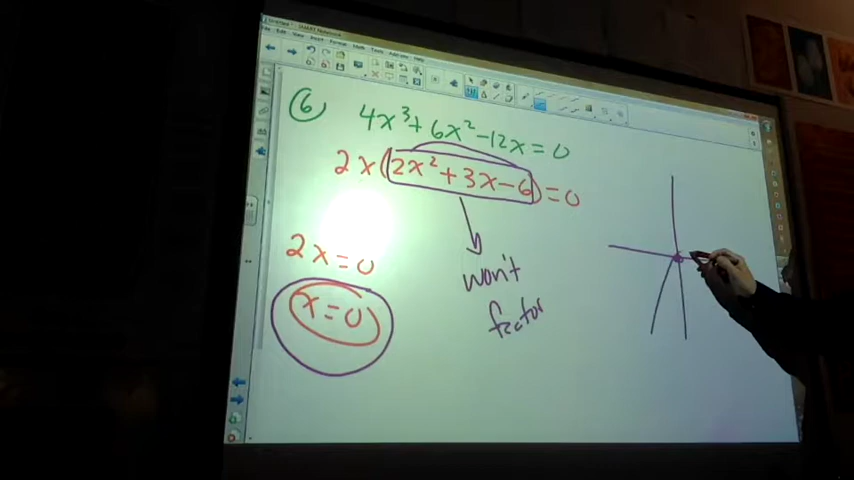 ⑥ 4x³ + 6x² - 12x = 0
2x(2x² + 3x - 6) = 0
2x = 0
x = 0
won't
factor